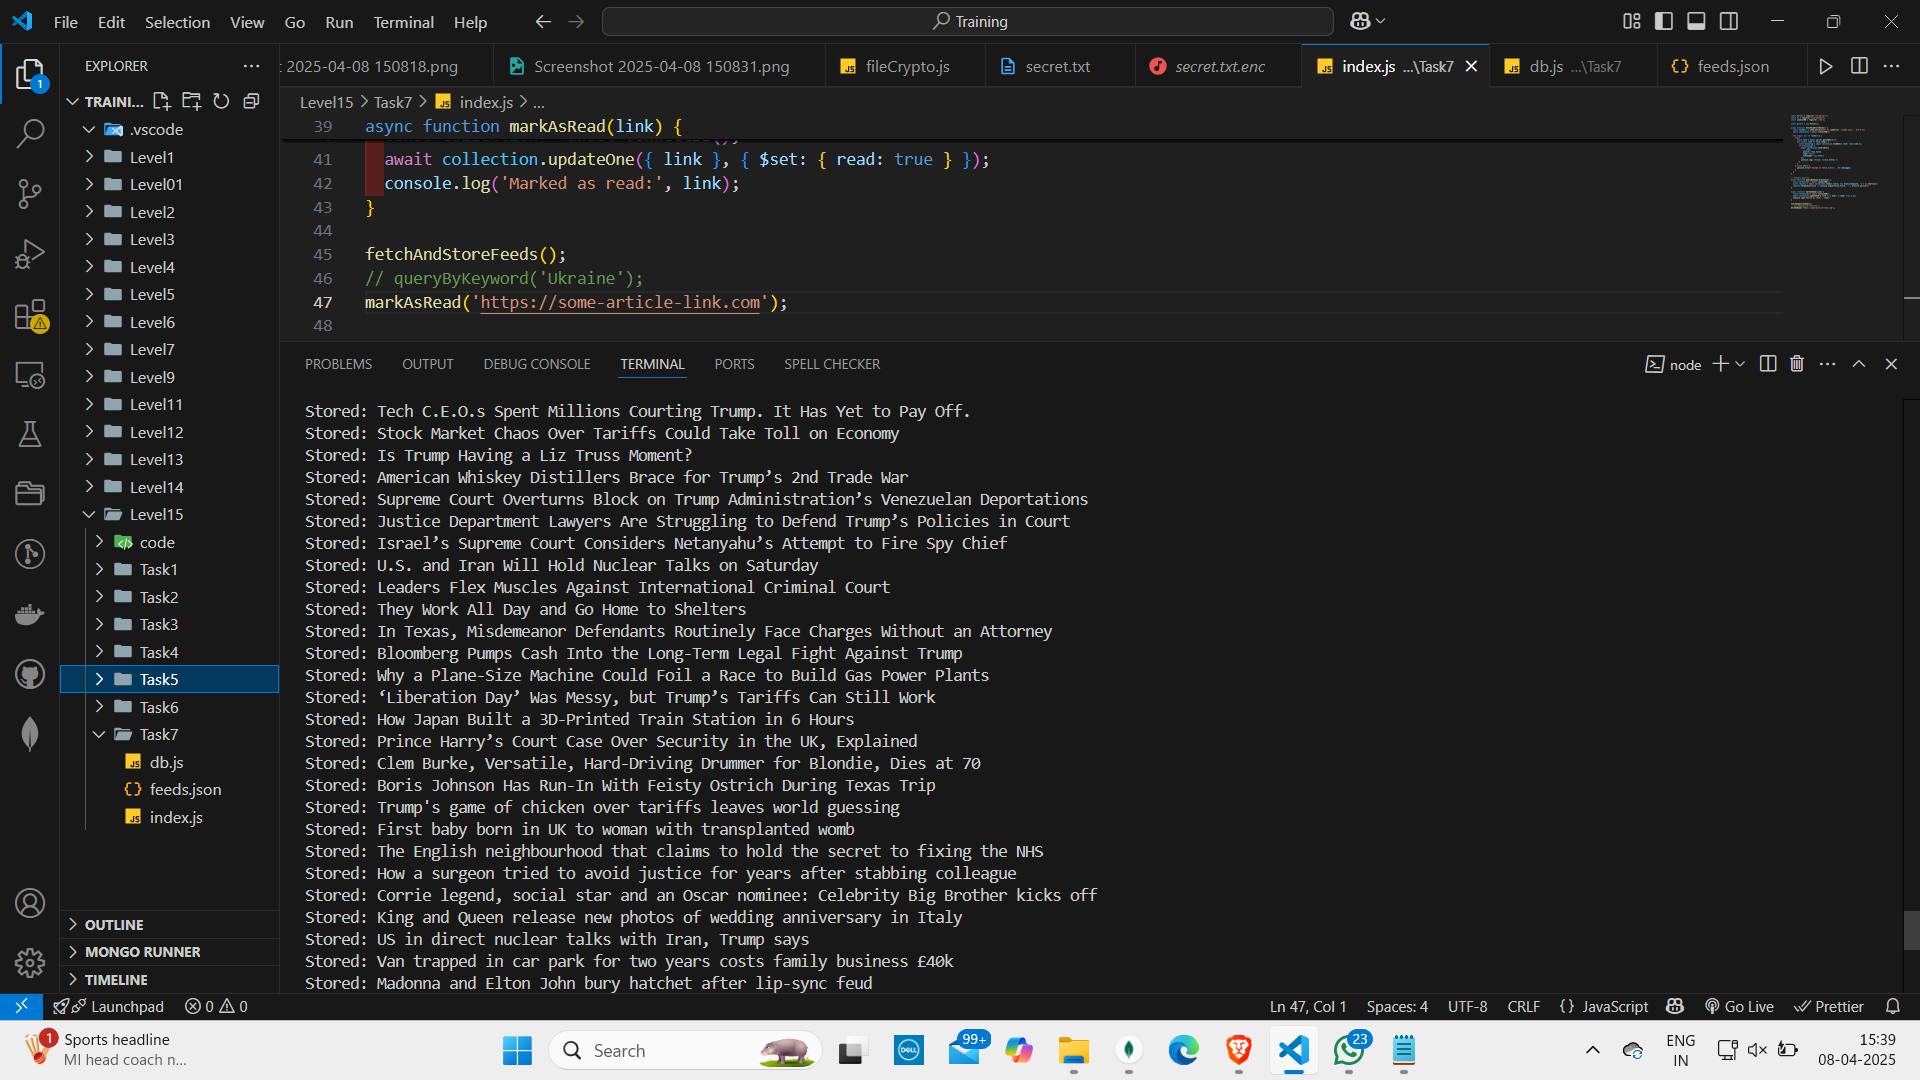 File Edit Selection View Go Run Terminal Help
Training
EXPLORER
: 2025-04-08 150818.png
Screenshot 2025-04-08 150831.png
fileCrypto.js
secret.txt
secret.txt.enc
index.js ...\Task7
db.js ...\Task7
feeds.json
1
TRAINI...
Level15 > Task7 > index.js > ...
.vscode
Level1
Level01
Level2
Level3
Level4
Level5
Level6
Level7
Level9
Level11
Level12
Level13
Level14
Level15
code
Task1
Task2
Task3
Task4
Task5
Task6
Task7
db.js
feeds.json
index.js
OUTLINE
MONGO RUNNER
TIMELINE
39 async function markAsRead(link) {
41 await collection.updateOne({ link }, { $set: { read: true } });
42 console.log('Marked as read:', link);
43 }
44
45 fetchAndStoreFeeds();
46 // queryByKeyword('Ukraine');
47 markAsRead('https://some-article-link.com');
48
PROBLEMS OUTPUT DEBUG CONSOLE TERMINAL PORTS SPELL CHECKER
node
Stored: Tech C.E.O.s Spent Millions Courting Trump. It Has Yet to Pay Off.
Stored: Stock Market Chaos Over Tariffs Could Take Toll on Economy
Stored: Is Trump Having a Liz Truss Moment?
Stored: American Whiskey Distillers Brace for Trump’s 2nd Trade War
Stored: Supreme Court Overturns Block on Trump Administration’s Venezuelan Deportations
Stored: Justice Department Lawyers Are Struggling to Defend Trump’s Policies in Court
Stored: Israel’s Supreme Court Considers Netanyahu’s Attempt to Fire Spy Chief
Stored: U.S. and Iran Will Hold Nuclear Talks on Saturday
Stored: Leaders Flex Muscles Against International Criminal Court
Stored: They Work All Day and Go Home to Shelters
Stored: In Texas, Misdemeanor Defendants Routinely Face Charges Without an Attorney
Stored: Bloomberg Pumps Cash Into the Long-Term Legal Fight Against Trump
Stored: Why a Plane-Size Machine Could Foil a Race to Build Gas Power Plants
Stored: ‘Liberation Day’ Was Messy, but Trump’s Tariffs Can Still Work
Stored: How Japan Built a 3D-Printed Train Station in 6 Hours
Stored: Prince Harry’s Court Case Over Security in the UK, Explained
Stored: Clem Burke, Versatile, Hard-Driving Drummer for Blondie, Dies at 70
Stored: Boris Johnson Has Run-In With Feisty Ostrich During Texas Trip
Stored: Trump's game of chicken over tariffs leaves world guessing
Stored: First baby born in UK to woman with transplanted womb
Stored: The English neighbourhood that claims to hold the secret to fixing the NHS
Stored: How a surgeon tried to avoid justice for years after stabbing colleague
Stored: Corrie legend, social star and an Oscar nominee: Celebrity Big Brother kicks off
Stored: King and Queen release new photos of wedding anniversary in Italy
Stored: US in direct nuclear talks with Iran, Trump says
Stored: Van trapped in car park for two years costs family business £40k
Stored: Madonna and Elton John bury hatchet after lip-sync feud
Launchpad 0 0
Ln 47, Col 1 Spaces: 4 UTF-8 CRLF {} JavaScript Go Live Prettier
1
Sports headline
MI head coach n...
Search
DELL
99+
23
ENG
IN
15:39
08-04-2025